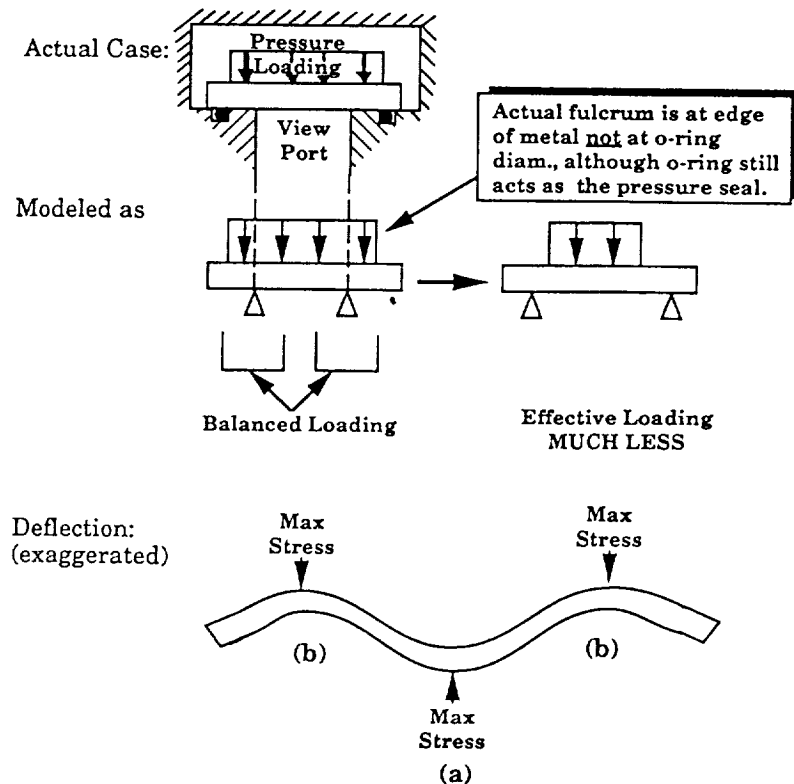 Actual Case:
Pressure
Loading
View
Port
Actual fulcrum is at edge
of metal not at o-ring
diam., although o-ring still
acts as the pressure seal.
Modeled as
Balanced Loading
Effective Loading
MUCH LESS
Deflection:
(exaggerated)
Max
Stress
Max
Stress
(b)
(b)
Max
Stress
(a)